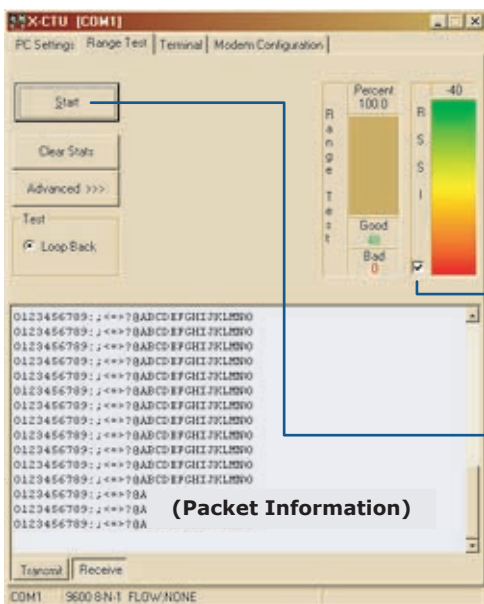 X-CTU [COM1]
PC Settings Range Test Terminal Modem Configuration
Start
Clear Stats
Advanced >>>
Test
Loop Back
Range Test
Percent
100.0
Good
Bad
0
RSSI
-40
0123456789:;<=>?@ABCDEFGHIJKLMNO
0123456789:;<=>?@ABCDEFGHIJKLMNO
0123456789:;<=>?@ABCDEFGHIJKLMNO
0123456789:;<=>?@ABCDEFGHIJKLMNO
0123456789:;<=>?@ABCDEFGHIJKLMNO
0123456789:;<=>?@ABCDEFGHIJKLMNO
0123456789:;<=>?@ABCDEFGHIJKLMNO
0123456789:;<=>?@ABCDEFGHIJKLMNO
0123456789:;<=>?@ABCDEFGHIJKLMNO
0123456789:;<=>?@ABCDEFGHIJKLMNO
0123456789:;<=>?@ABCDEFGHIJKLMNO
0123456789:;<=>?@ABCDEFGHIJKLMNO
0123456789:;<=>?@A
0123456789:;<=>?@A (Packet Information)
0123456789:;<=>?@A
Transmit Receive
COM1 9600 8-N-1 FLOW:NONE